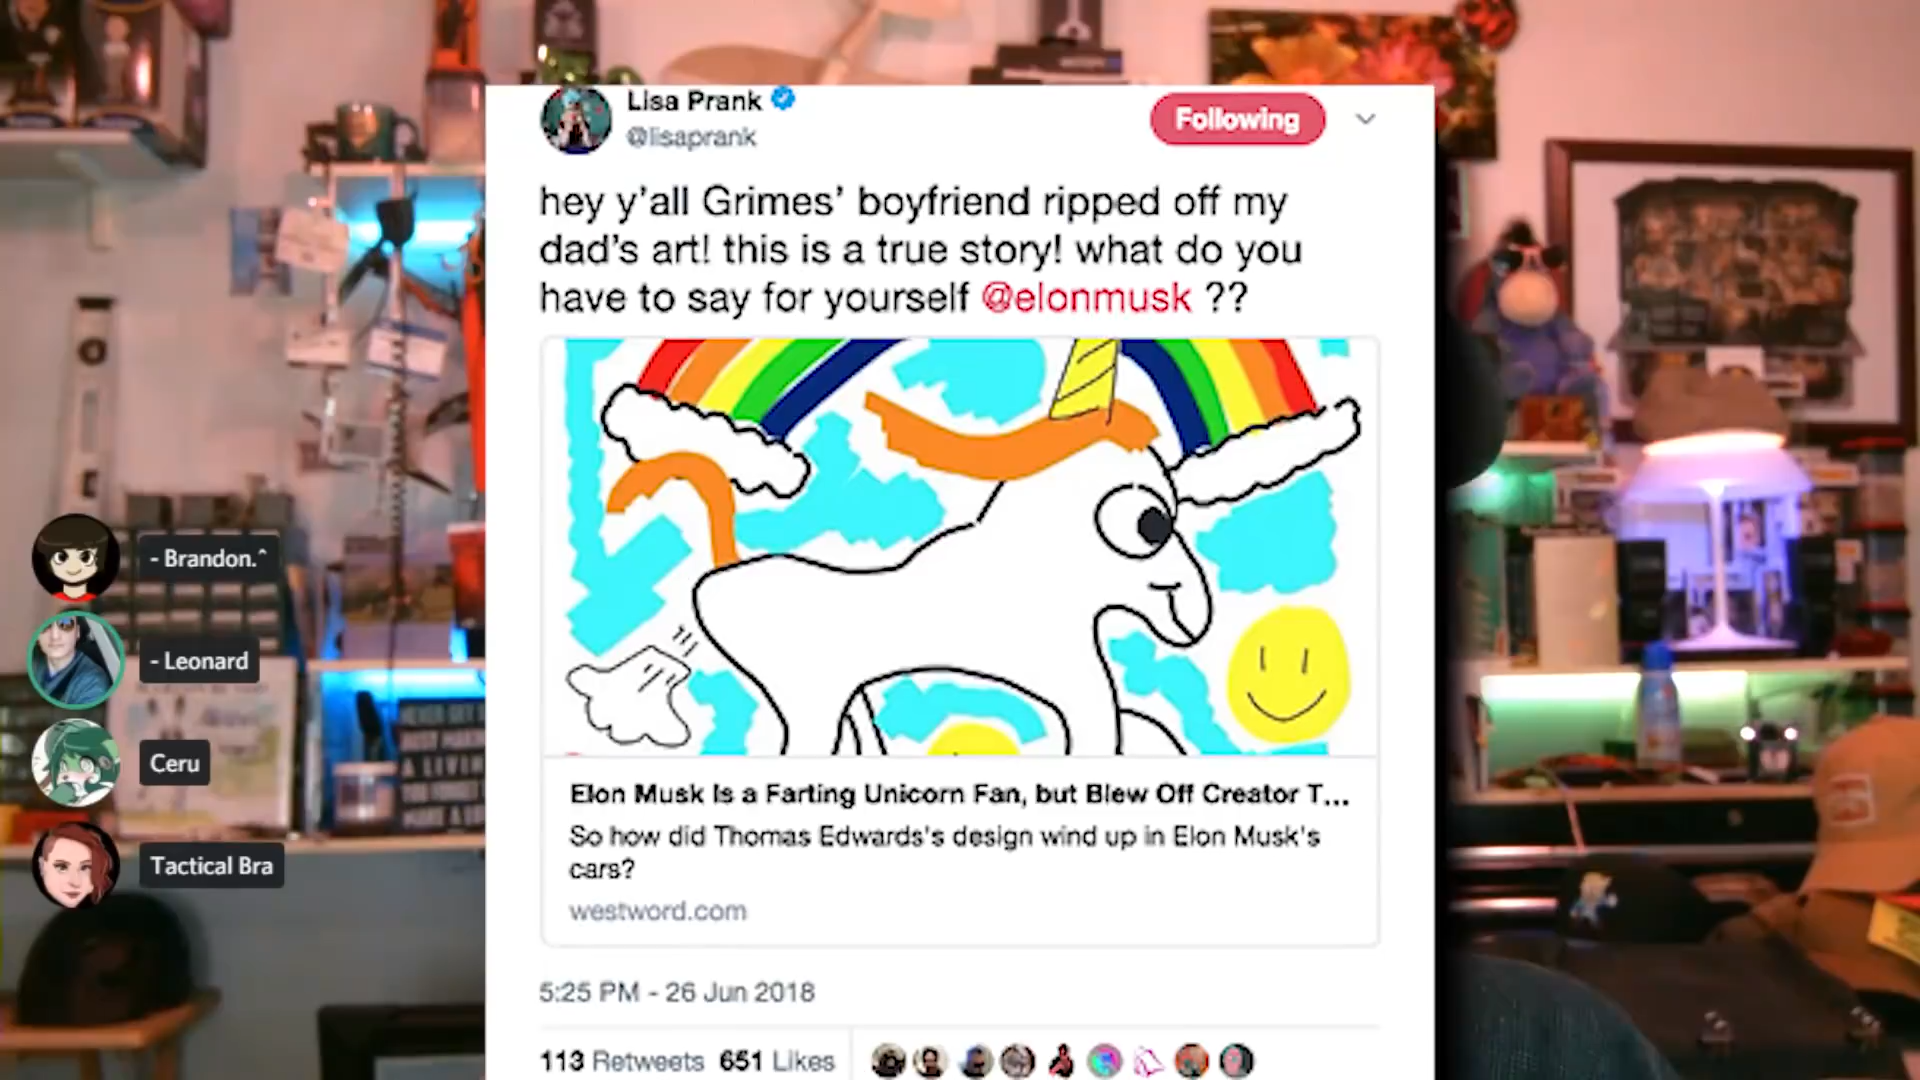 Lisa Prank
@lisaprank
Following
hey y'all Grimes' boyfriend ripped off my
dad's art! this is a true story! what do you
have to say for yourself @elonmusk ??
Elon Musk Is a Farting Unicorn Fan, but Blew Off Creator T...
So how did Thomas Edwards's design wind up in Elon Musk's
cars?
westword.com
5:25 PM - 26 Jun 2018
113 Retweets 651 Likes
- Brandon.^
- Leonard
Ceru
Tactical Bra